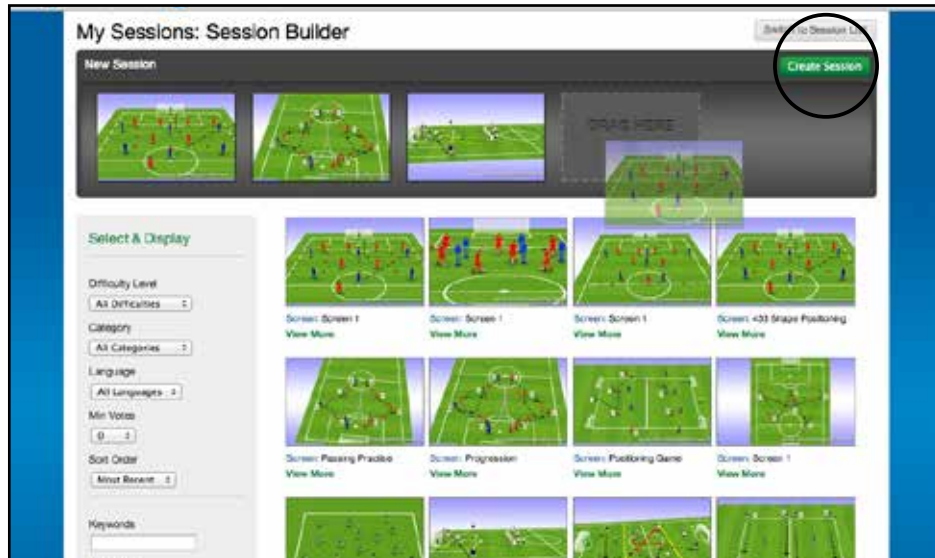 My Sessions: Session Builder
Switch to Session List
New Session
Create Session
DRAG HERE
Select & Display
Difficulty Level
All Difficulties
Category
All Categories
Language
All Languages
Min Votes
0
Sort Order
Most Recent
Keywords
Screen: Screen 1
View More
Screen: Screen 1
View More
Screen: Screen 1
View More
Screen: 433 Shape Positioning
View More
Screen: Passing Practise
View More
Screen: Progression
View More
Screen: Positioning Game
View More
Screen: Screen 1
View More